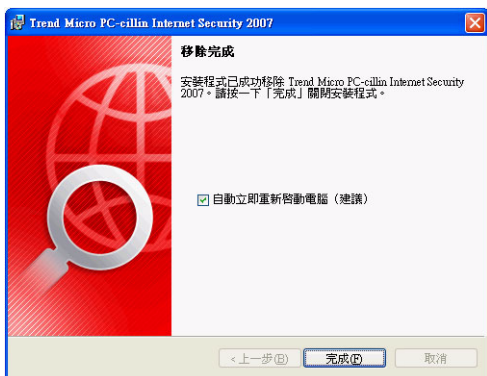 Trend Micro PC-cillin Internet Security 2007
移除完成
安裝程式已成功移除 Trend Micro PC-cillin Internet Security
2007。請按一下「完成」關閉安裝程式。
自動立即重新啓動電腦（建議）
<上一步(B) 完成(F) 取消